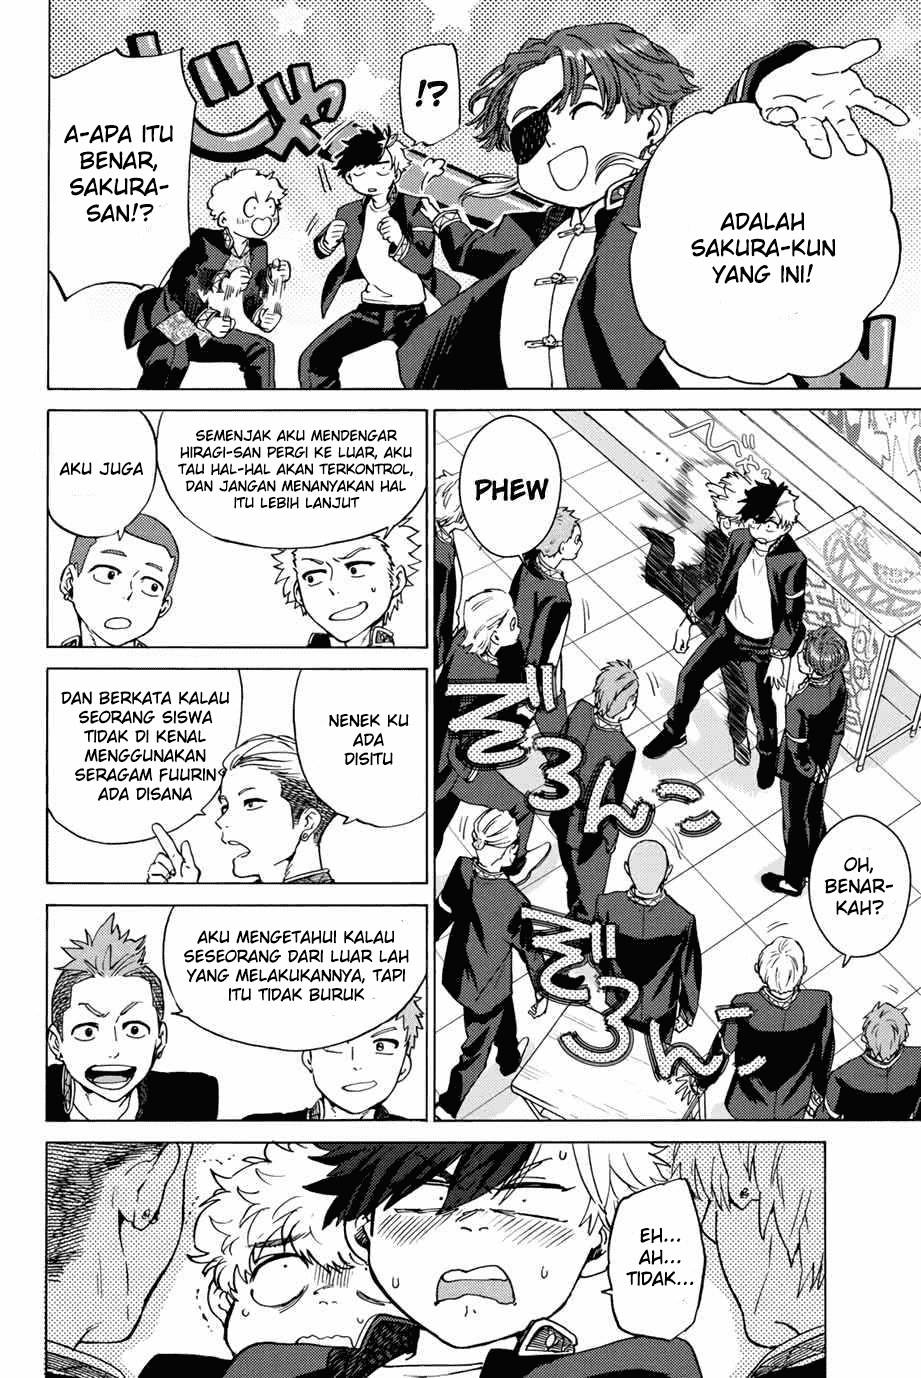 じゃ
ADALAH
SAKURA-KUN
YANG INI!
!?
A-APA ITU
BENAR,
SAKURA-
SAN!?
PHEW
OH,
BENAR-
KAH?
SEMENJAK AKU MENDENGAR
HIRAGI-SAN PERGI KE LUAR, AKU
TAU HAL-HAL AKAN TERKONTROL,
DAN JANGAN MENANYAKAN HAL
ITU LEBIH LANJUT
AKU JUGA
NENEK KU
ADA
DISITU
DAN BERKATA KALAU
SEORANG SISWA
TIDAK DI KENAL
MENGGUNAKAN
SERAGAM FUURIN
ADA DISANA
AKU MENGETAHUI KALAU
SESEORANG DARI LUAR LAH
YANG MELAKUKANNYA, TAPI
ITU TIDAK BURUK
EH...
AH...
TIDAK...